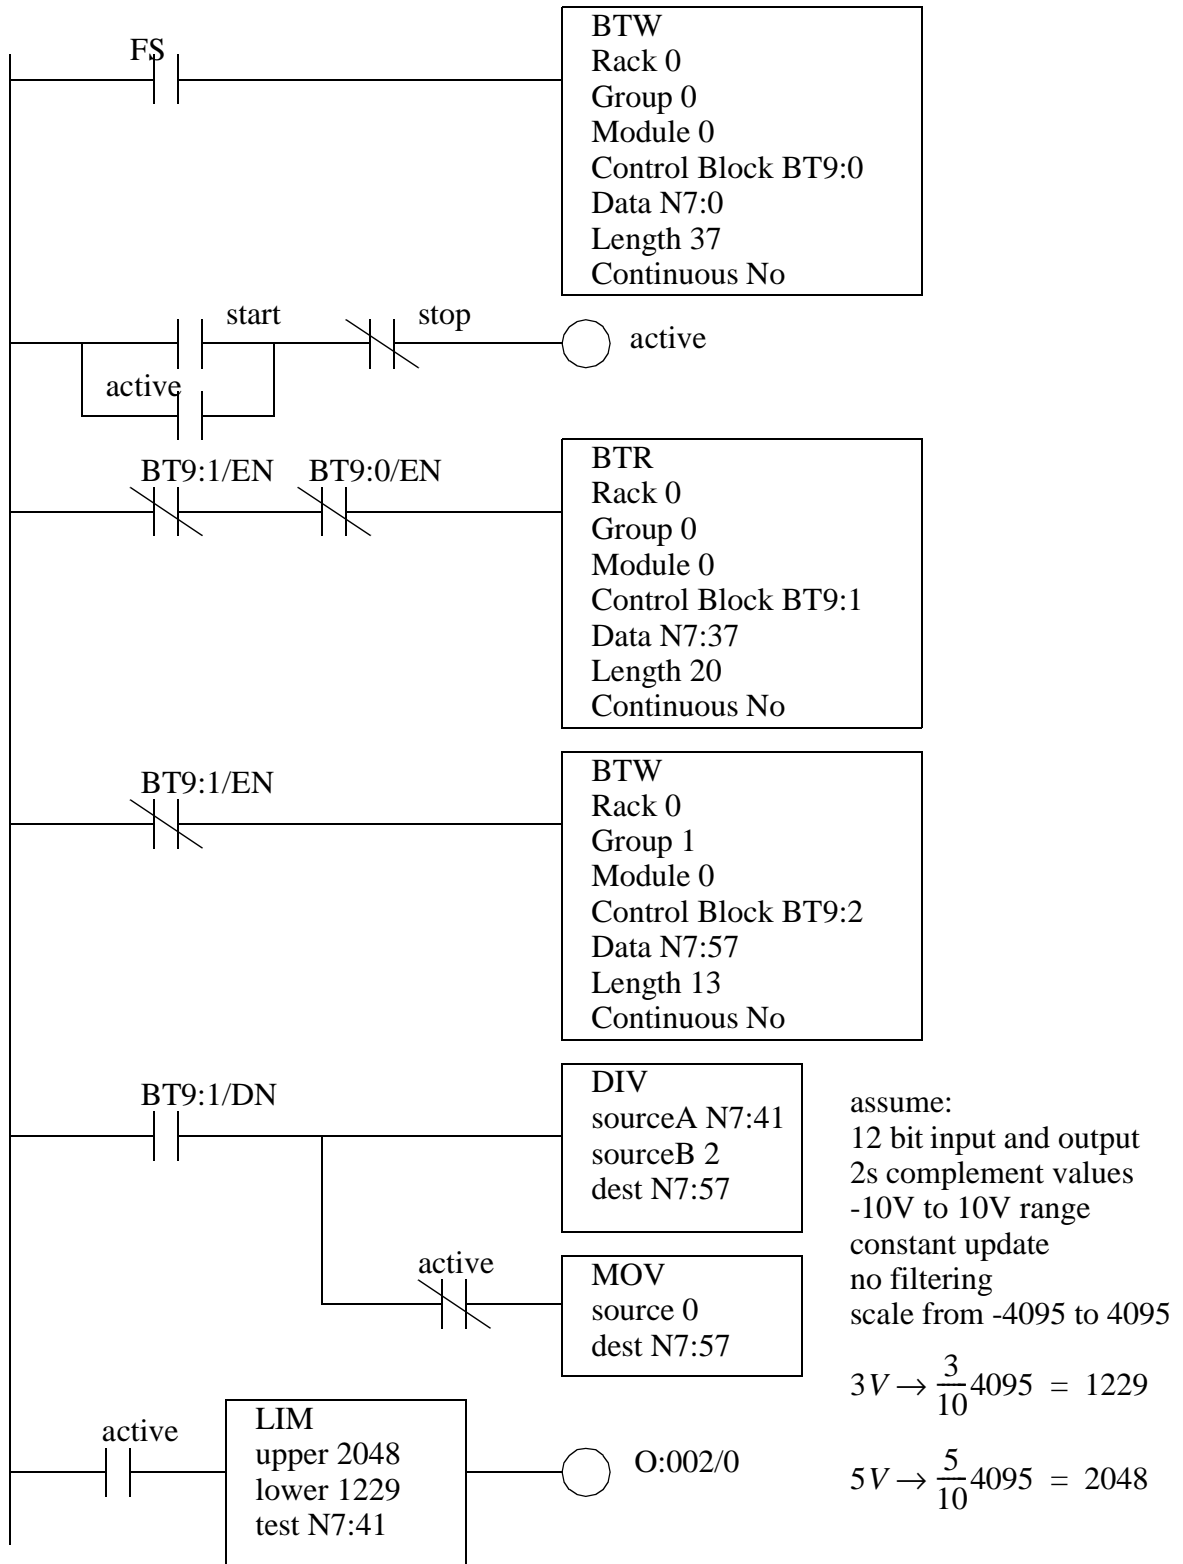 FS
BTW
Rack 0
Group 0
Module 0
Control Block BT9:0
Data N7:0
Length 37
Continuous No
start
stop
active
active
BT9:1/EN
BT9:0/EN
BTR
Rack 0
Group 0
Module 0
Control Block BT9:1
Data N7:37
Length 20
Continuous No
BT9:1/EN
BTW
Rack 0
Group 1
Module 0
Control Block BT9:2
Data N7:57
Length 13
Continuous No
BT9:1/DN
DIV
sourceA N7:41
sourceB 2
dest N7:57
active
MOV
source 0
dest N7:57
assume:
12 bit input and output
2s complement values
-10V to 10V range
constant update
no filtering
scale from -4095 to 4095
3V → 3/10 4095 = 1229
5V → 5/10 4095 = 2048
active
LIM
upper 2048
lower 1229
test N7:41
O:002/0